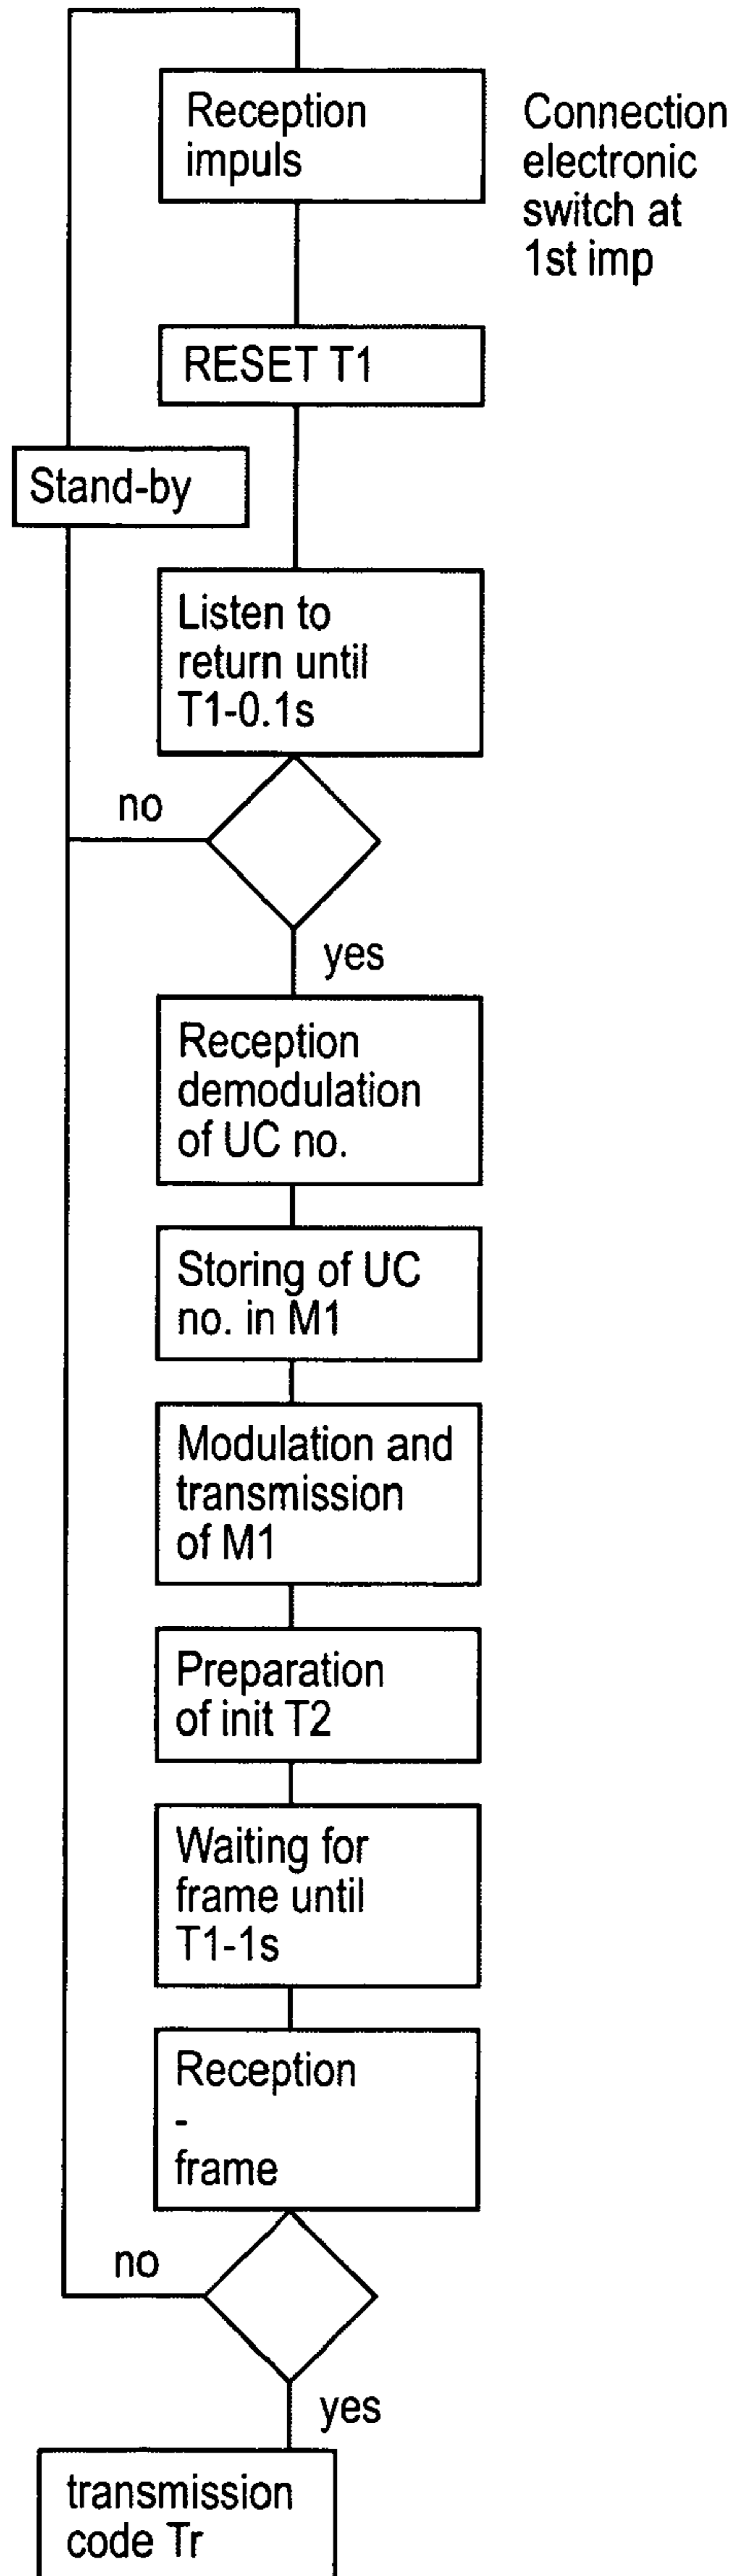 Reception
impuls
Connection
electronic
switch at
1st imp
RESET T1
Stand-by
Listen to
return until
T1-0.1s
no
yes
Reception
demodulation
of UC no.
Storing of UC
no. in M1
Modulation and
transmission
of M1
Preparation
of init T2
Waiting for
frame until
T1-1s
Reception
-
frame
no
yes
transmission
code Tr